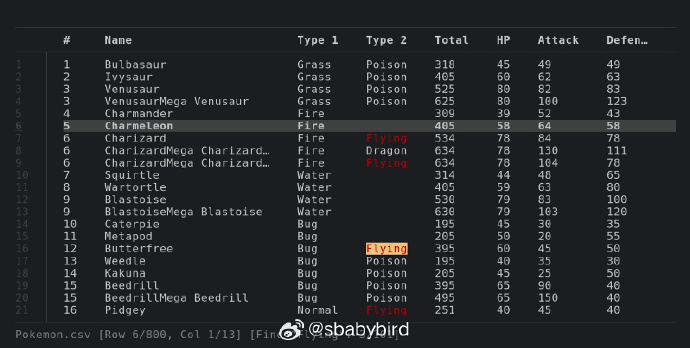 # Name Type 1 Type 2 Total HP Attack Defen…
1 1 Bulbasaur Grass Poison 318 45 49 49
2 2 Ivysaur Grass Poison 405 60 62 63
3 3 Venusaur Grass Poison 525 80 82 83
4 3 VenusaurMega Venusaur Grass Poison 625 80 100 123
5 4 Charmander Fire 309 39 52 43
6 5 Charmeleon Fire 405 58 64 58
7 6 Charizard Fire Flying 534 78 84 78
8 6 CharizardMega Charizard… Fire Dragon 634 78 130 111
9 6 CharizardMega Charizard… Fire Flying 634 78 104 78
10 7 Squirtle Water 314 44 48 65
11 8 Wartortle Water 405 59 63 80
12 9 Blastoise Water 530 79 83 100
13 9 BlastoiseMega Blastoise Water 630 79 103 120
14 10 Caterpie Bug 195 45 30 35
15 11 Metapod Bug 205 50 20 55
16 12 Butterfree Bug Flying 395 60 45 50
17 13 Weedle Bug Poison 195 40 35 30
18 14 Kakuna Bug Poison 205 45 25 50
19 15 Beedrill Bug Poison 395 65 90 40
20 15 BeedrillMega Beedrill Bug Poison 495 65 150 40
21 16 Pidgey Normal Flying 251 40 45 40
Pokemon.csv [Row 6/800, Col 1/13]
@sbabybird